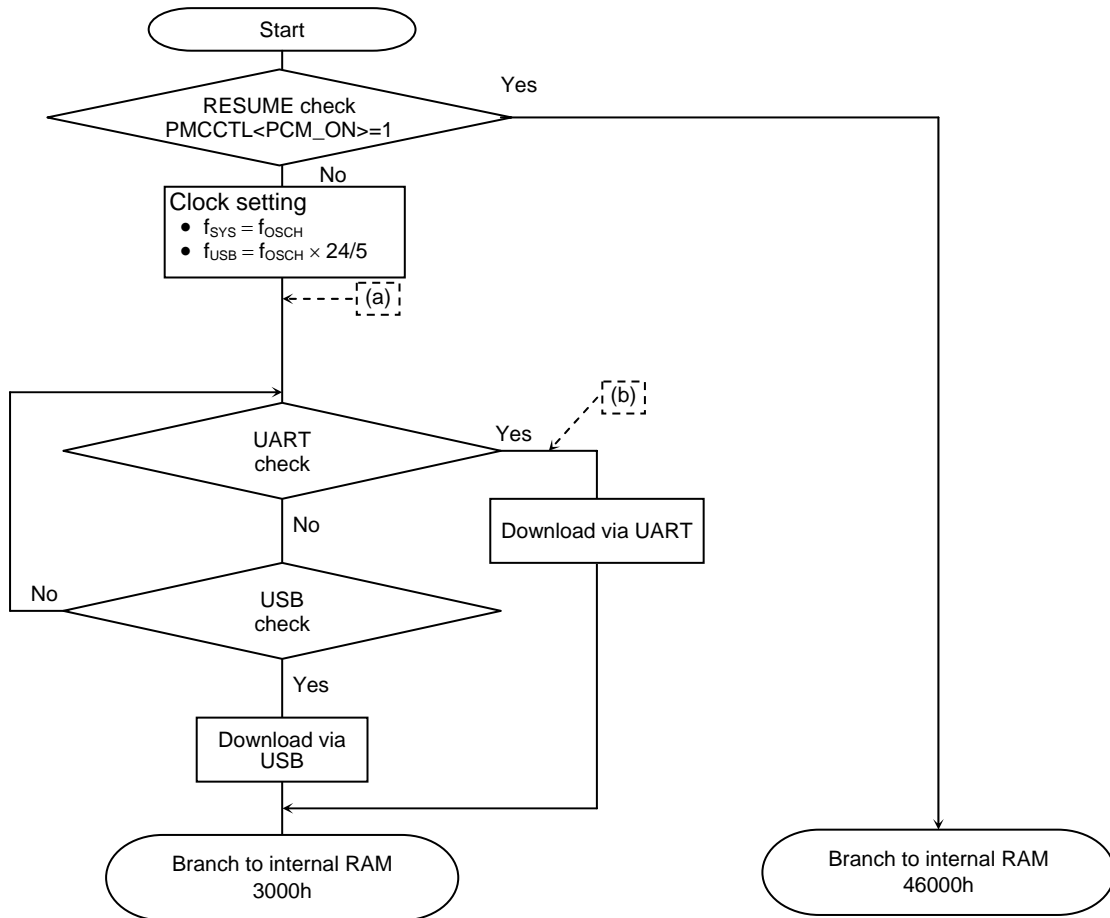 Start
Yes
RESUME check
PMCCTL<PCM_ON>=1
No
Clock setting
● fSYS = fOSCH
● fUSB = fOSCH × 24/5
(a)
(b)
UART
check
Yes
Download via UART
No
No
USB
check
Yes
Download via
USB
Branch to internal RAM
3000h
Branch to internal RAM
46000h